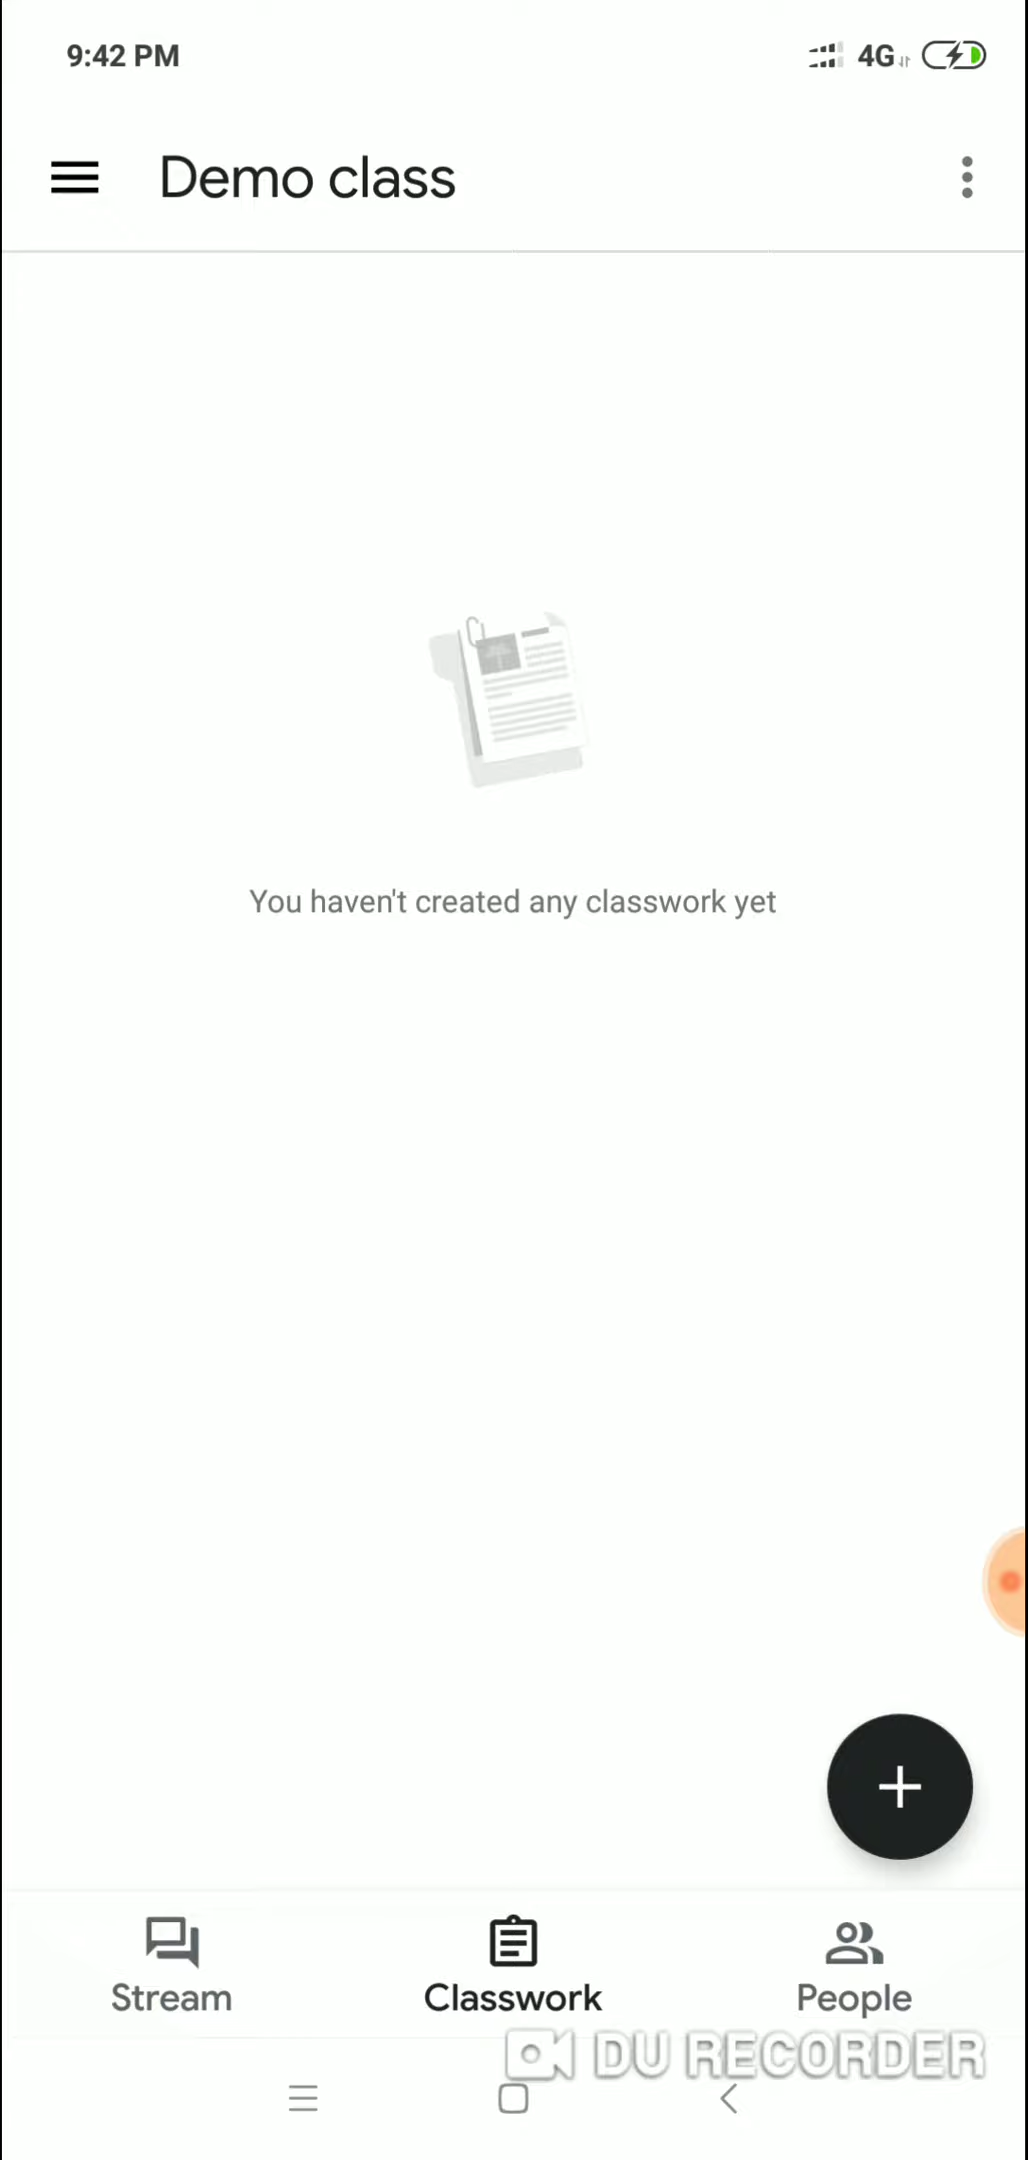 9:42 PM
4G
Demo class
You haven't created any classwork yet
Stream
Classwork
People
DU RECORDER